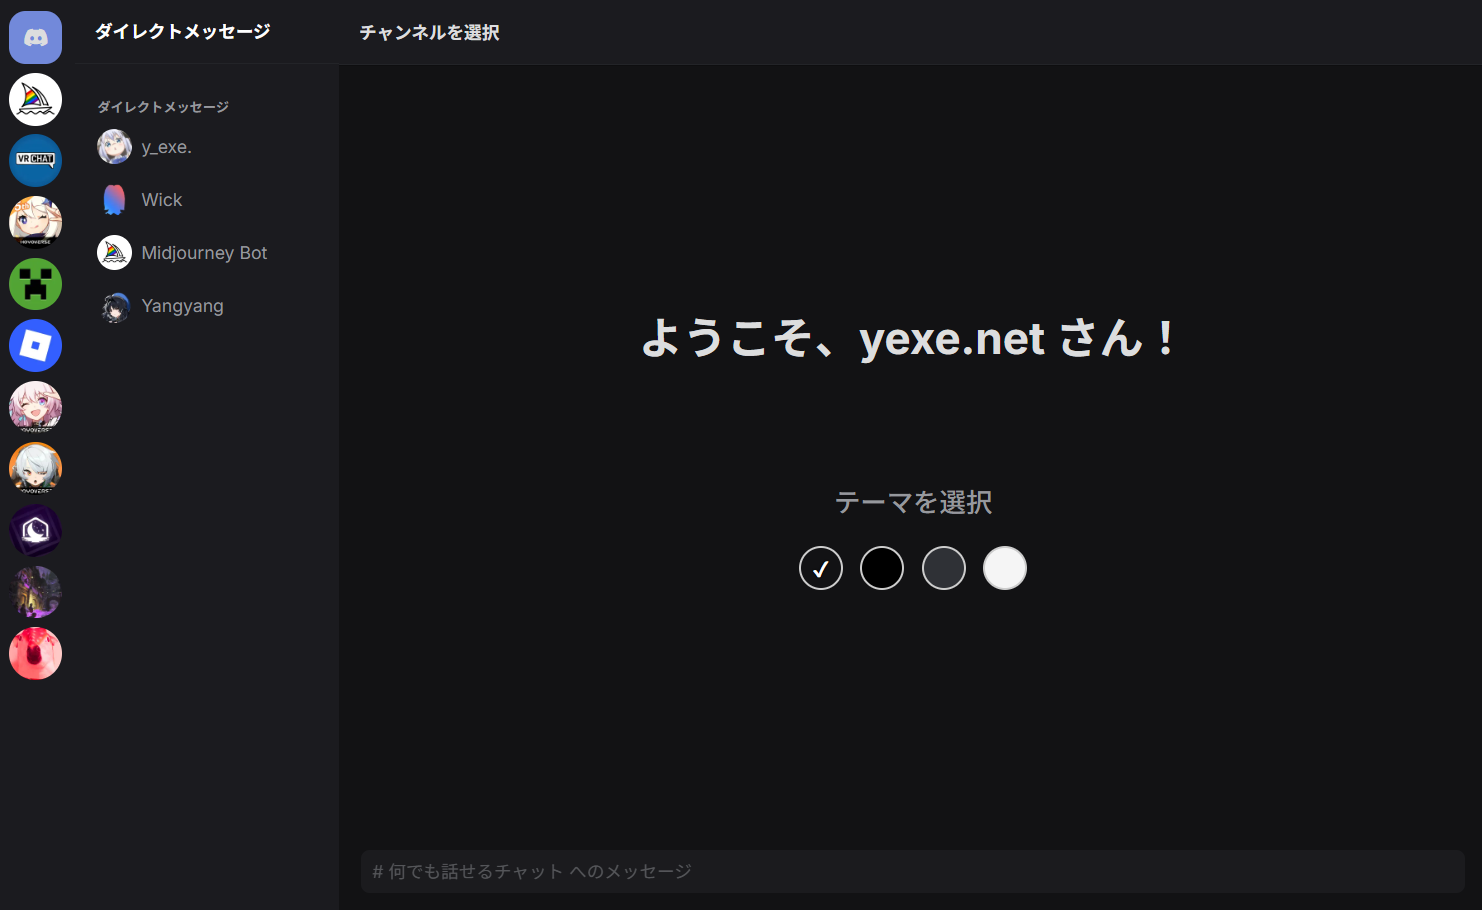 ダイレクトメッセージ
チャンネルを選択
ダイレクトメッセージ
VRCHAT
y_exe.
Wick
HOYOVERSE
Midjourney Bot
Yangyang
ようこそ、yexe.net さん！
HOYOVERSE
HOYOVERSE
テーマを選択
# 何でも話せるチャット へのメッセージ